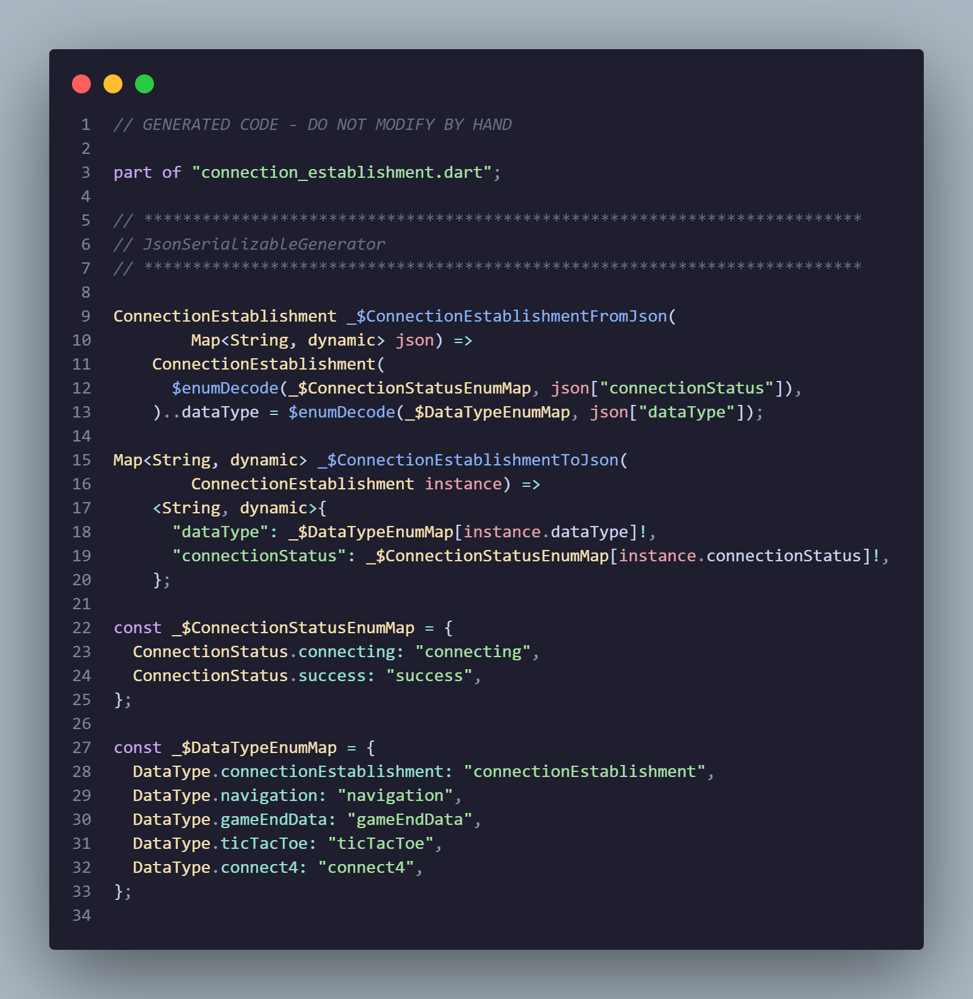 1 // GENERATED CODE - DO NOT MODIFY BY HAND
2
3 part of "connection_establishment.dart";
4
5 // **************************************************************************
6 // JsonSerializableGenerator
7 // **************************************************************************
8
9 ConnectionEstablishment _$ConnectionEstablishmentFromJson(
10         Map<String, dynamic> json) =>
11     ConnectionEstablishment(
12       $enumDecode(_$ConnectionStatusEnumMap, json["connectionStatus"]),
13     )..dataType = $enumDecode(_$DataTypeEnumMap, json["dataType"]);
14
15 Map<String, dynamic> _$ConnectionEstablishmentToJson(
16         ConnectionEstablishment instance) =>
17     <String, dynamic>{
18       "dataType": _$DataTypeEnumMap[instance.dataType]!,
19       "connectionStatus": _$ConnectionStatusEnumMap[instance.connectionStatus]!,
20     };
21
22 const _$ConnectionStatusEnumMap = {
23   ConnectionStatus.connecting: "connecting",
24   ConnectionStatus.success: "success",
25 };
26
27 const _$DataTypeEnumMap = {
28   DataType.connectionEstablishment: "connectionEstablishment",
29   DataType.navigation: "navigation",
30   DataType.gameEndData: "gameEndData",
31   DataType.ticTacToe: "ticTacToe",
32   DataType.connect4: "connect4",
33 };
34